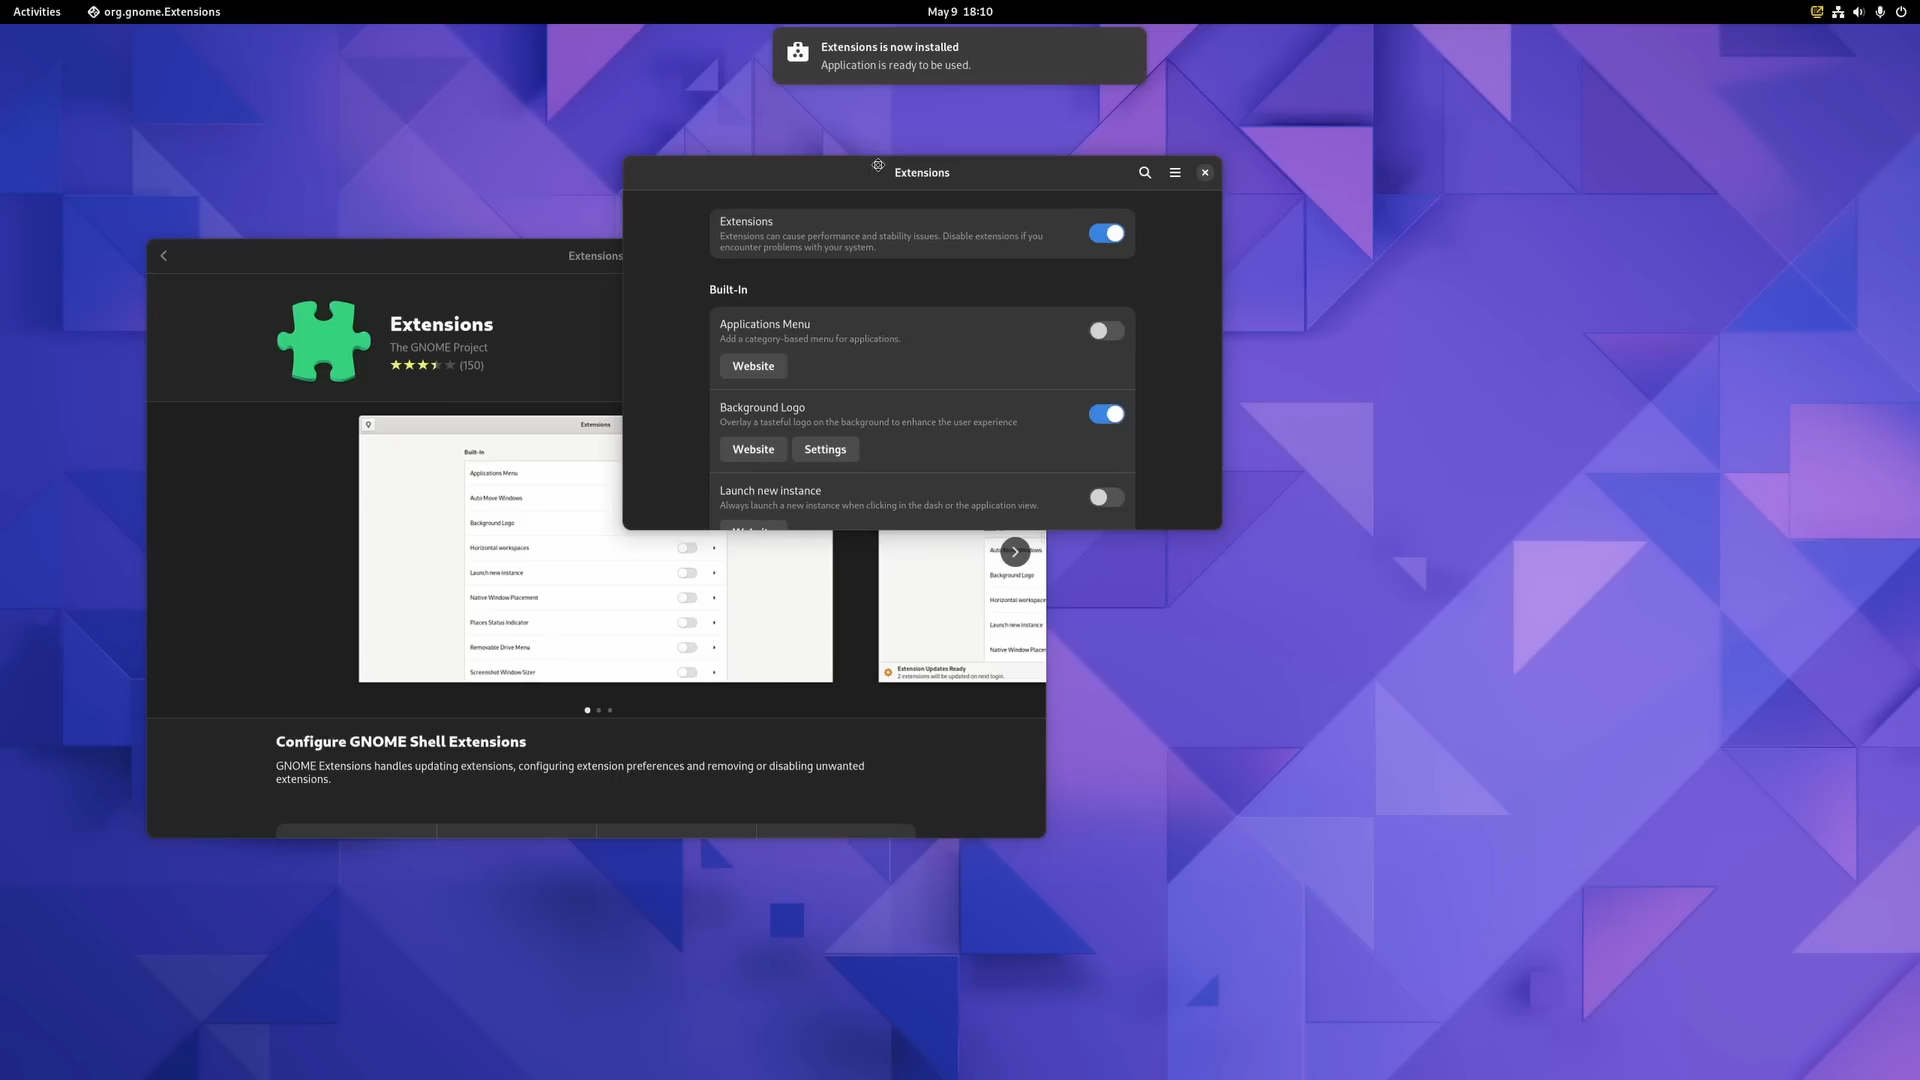 Activities
org.gnome.Extensions
May 9 18:10
Extensions is now installed
Application is ready to be used.
Extensions
Extensions
Extensions can cause performance and stability issues. Disable extensions if you
encounter problems with your system.
Built-In
Applications Menu
Add a category-based menu for applications.
Website
Background Logo
Overlay a tasteful logo on the background to enhance the user experience
Website
Settings
Launch new instance
Always launch a new instance when clicking in the dash or the application view.
Extensions
Extensions
The GNOME Project
(150)
Extensions
Built-In
Applications Menu
Auto Move Windows
Background Logo
Horizontal workspaces
Launch new instance
Native Window Placement
Places Status Indicator
Removable Drive Menu
Screenshot Window Sizer
Background Logo
Horizontal workspace
Launch new instance
Native Window Place
Extension Updates Ready
2 extensions will be updated on next login.
Configure GNOME Shell Extensions
GNOME Extensions handles updating extensions, configuring extension preferences and removing or disabling unwanted
extensions.